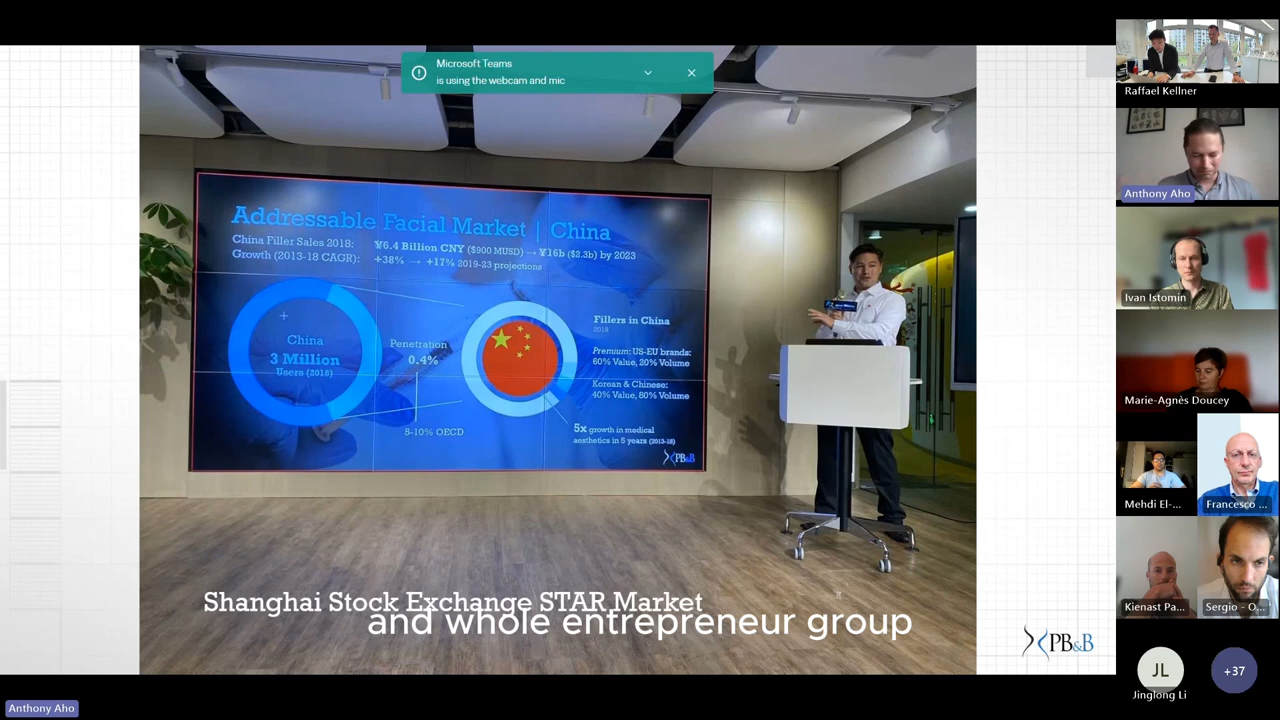 Microsoft Teams
is using the webcam and mic
Addressable Facial Market | China
China Filler Sales 2018: ¥6.4 Billion CNY ($900 MUSD) → ¥16b ($2.3b) by 2023
Growth (2013-18 CAGR): +38% → +17% 2019-23 projections
China
3 Million
Users (2018)
Penetration
0.4%
5-10% OECD
Fillers in China
2018
Premium: US-EU brands:
60% Value, 20% Volume
Korean & Chinese:
40% Value, 80% Volume
5x growth in medical
aesthetics in 5 years (2013-18)
PB&B
Shanghai Stock Exchange STAR Market
and whole entrepreneur group
PB&B
Anthony Aho
Raffael Kellner
Anthony Aho
Ivan Istomin
Marie-Agnès Doucey
Mehdi El-...
Francesco ...
Kienast Pa...
Sergio - O...
JL
Jinglong Li
+37